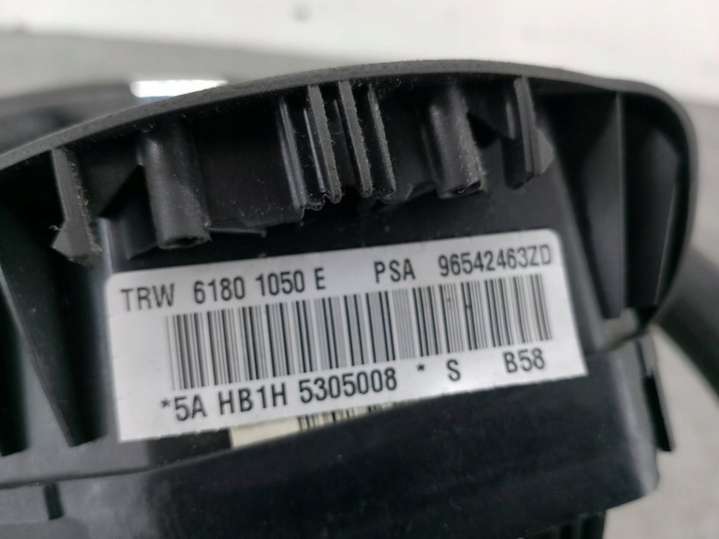 TRW 6180 1050 E PSA 96542463ZD
*5A HB1H 5305008 * S B58